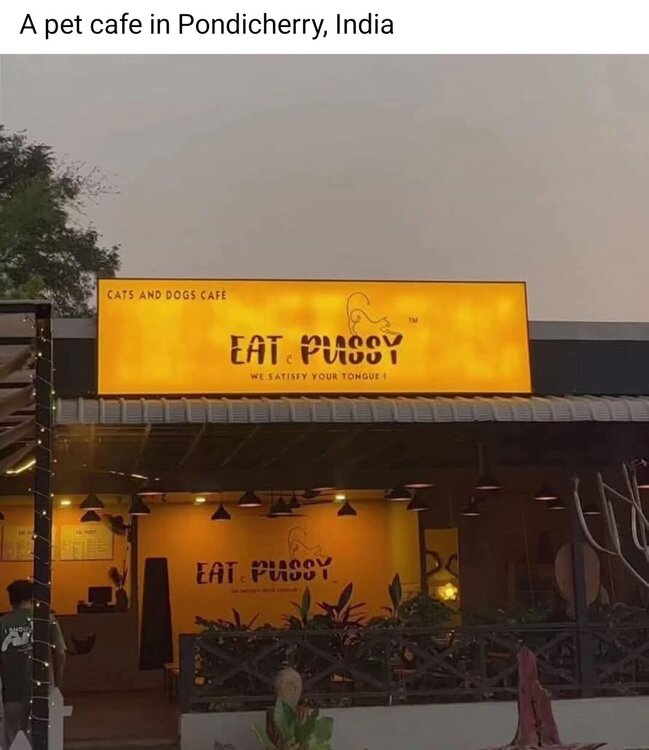 A pet cafe in Pondicherry, India
CATS AND DOGS CAFE
TM
EAT & PUSSY
WE SATISFY YOUR TONGUE !
EAT & PUSSY